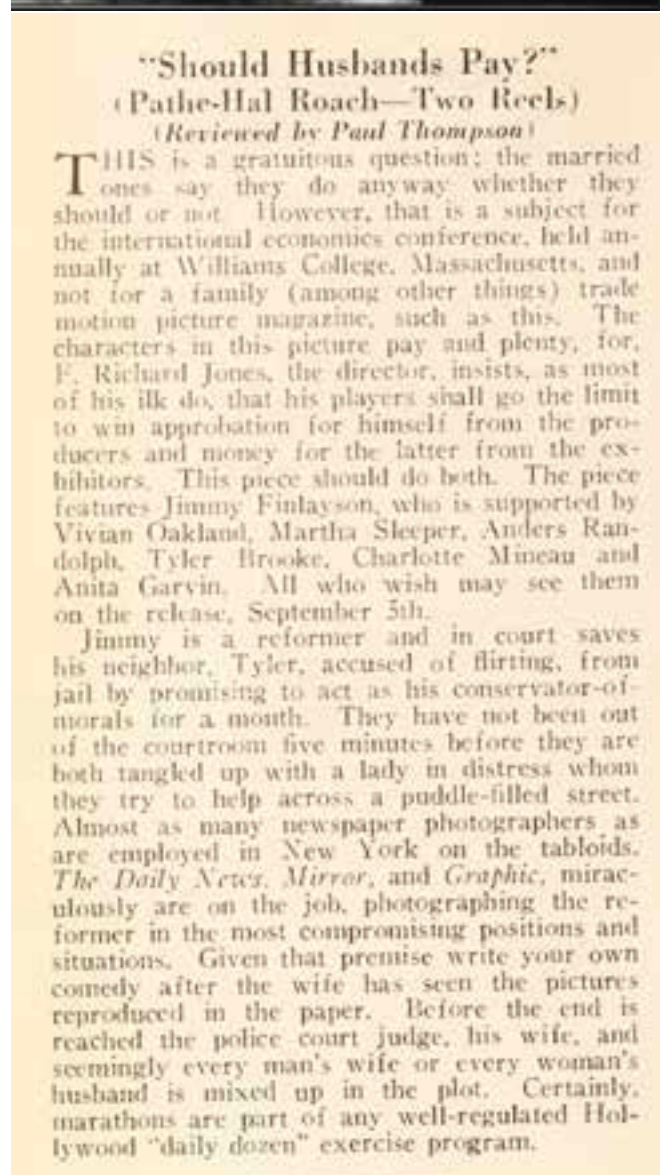 "Should Husbands Pay?"
(Pathe-Hal Roach—Two Reels)
(Reviewed by Paul Thompson)
THIS is a gratuitous question; the married
ones say they do anyway whether they
should or not. However, that is a subject for
the international economics conference, held an-
nually at Williams College, Massachusetts, and
not for a family (among other things) trade
motion picture magazine, such as this. The
characters in this picture pay and plenty, for,
F. Richard Jones, the director, insists, as most
of his ilk do, that his players shall go the limit
to win approbation for himself from the pro-
ducers and money for the latter from the ex-
hibitors. This piece should do both. The piece
features Jimmy Finlayson, who is supported by
Vivian Oakland, Martha Sleeper, Anders Ran-
dolph, Tyler Brooke, Charlotte Mineau and
Anita Garvin. All who wish may see them
on the release, September 5th.
Jimmy is a reformer and in court saves
his neighbor, Tyler, accused of flirting, from
jail by promising to act as his conservator-of-
morals for a month. They have not been out
of the courtroom five minutes before they are
both tangled up with a lady in distress whom
they try to help across a puddle-filled street.
Almost as many newspaper photographers as
are employed in New York on the tabloids,
The Daily News, Mirror, and Graphic, mirac-
ulously are on the job, photographing the re-
former in the most compromising positions and
situations. Given that premise write your own
comedy after the wife has seen the pictures
reproduced in the paper. Before the end is
reached the police court judge, his wife, and
seemingly every man's wife or every woman's
husband is mixed up in the plot. Certainly,
marathons are part of any well-regulated Hol-
lywood "daily dozen" exercise program.